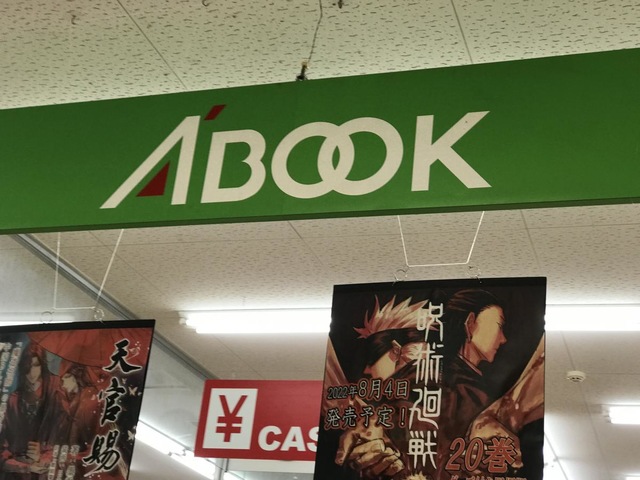 A'BOOK
天官賜
¥ CAS
呪術廻戦
2022年8月4日
発売予定!
20巻